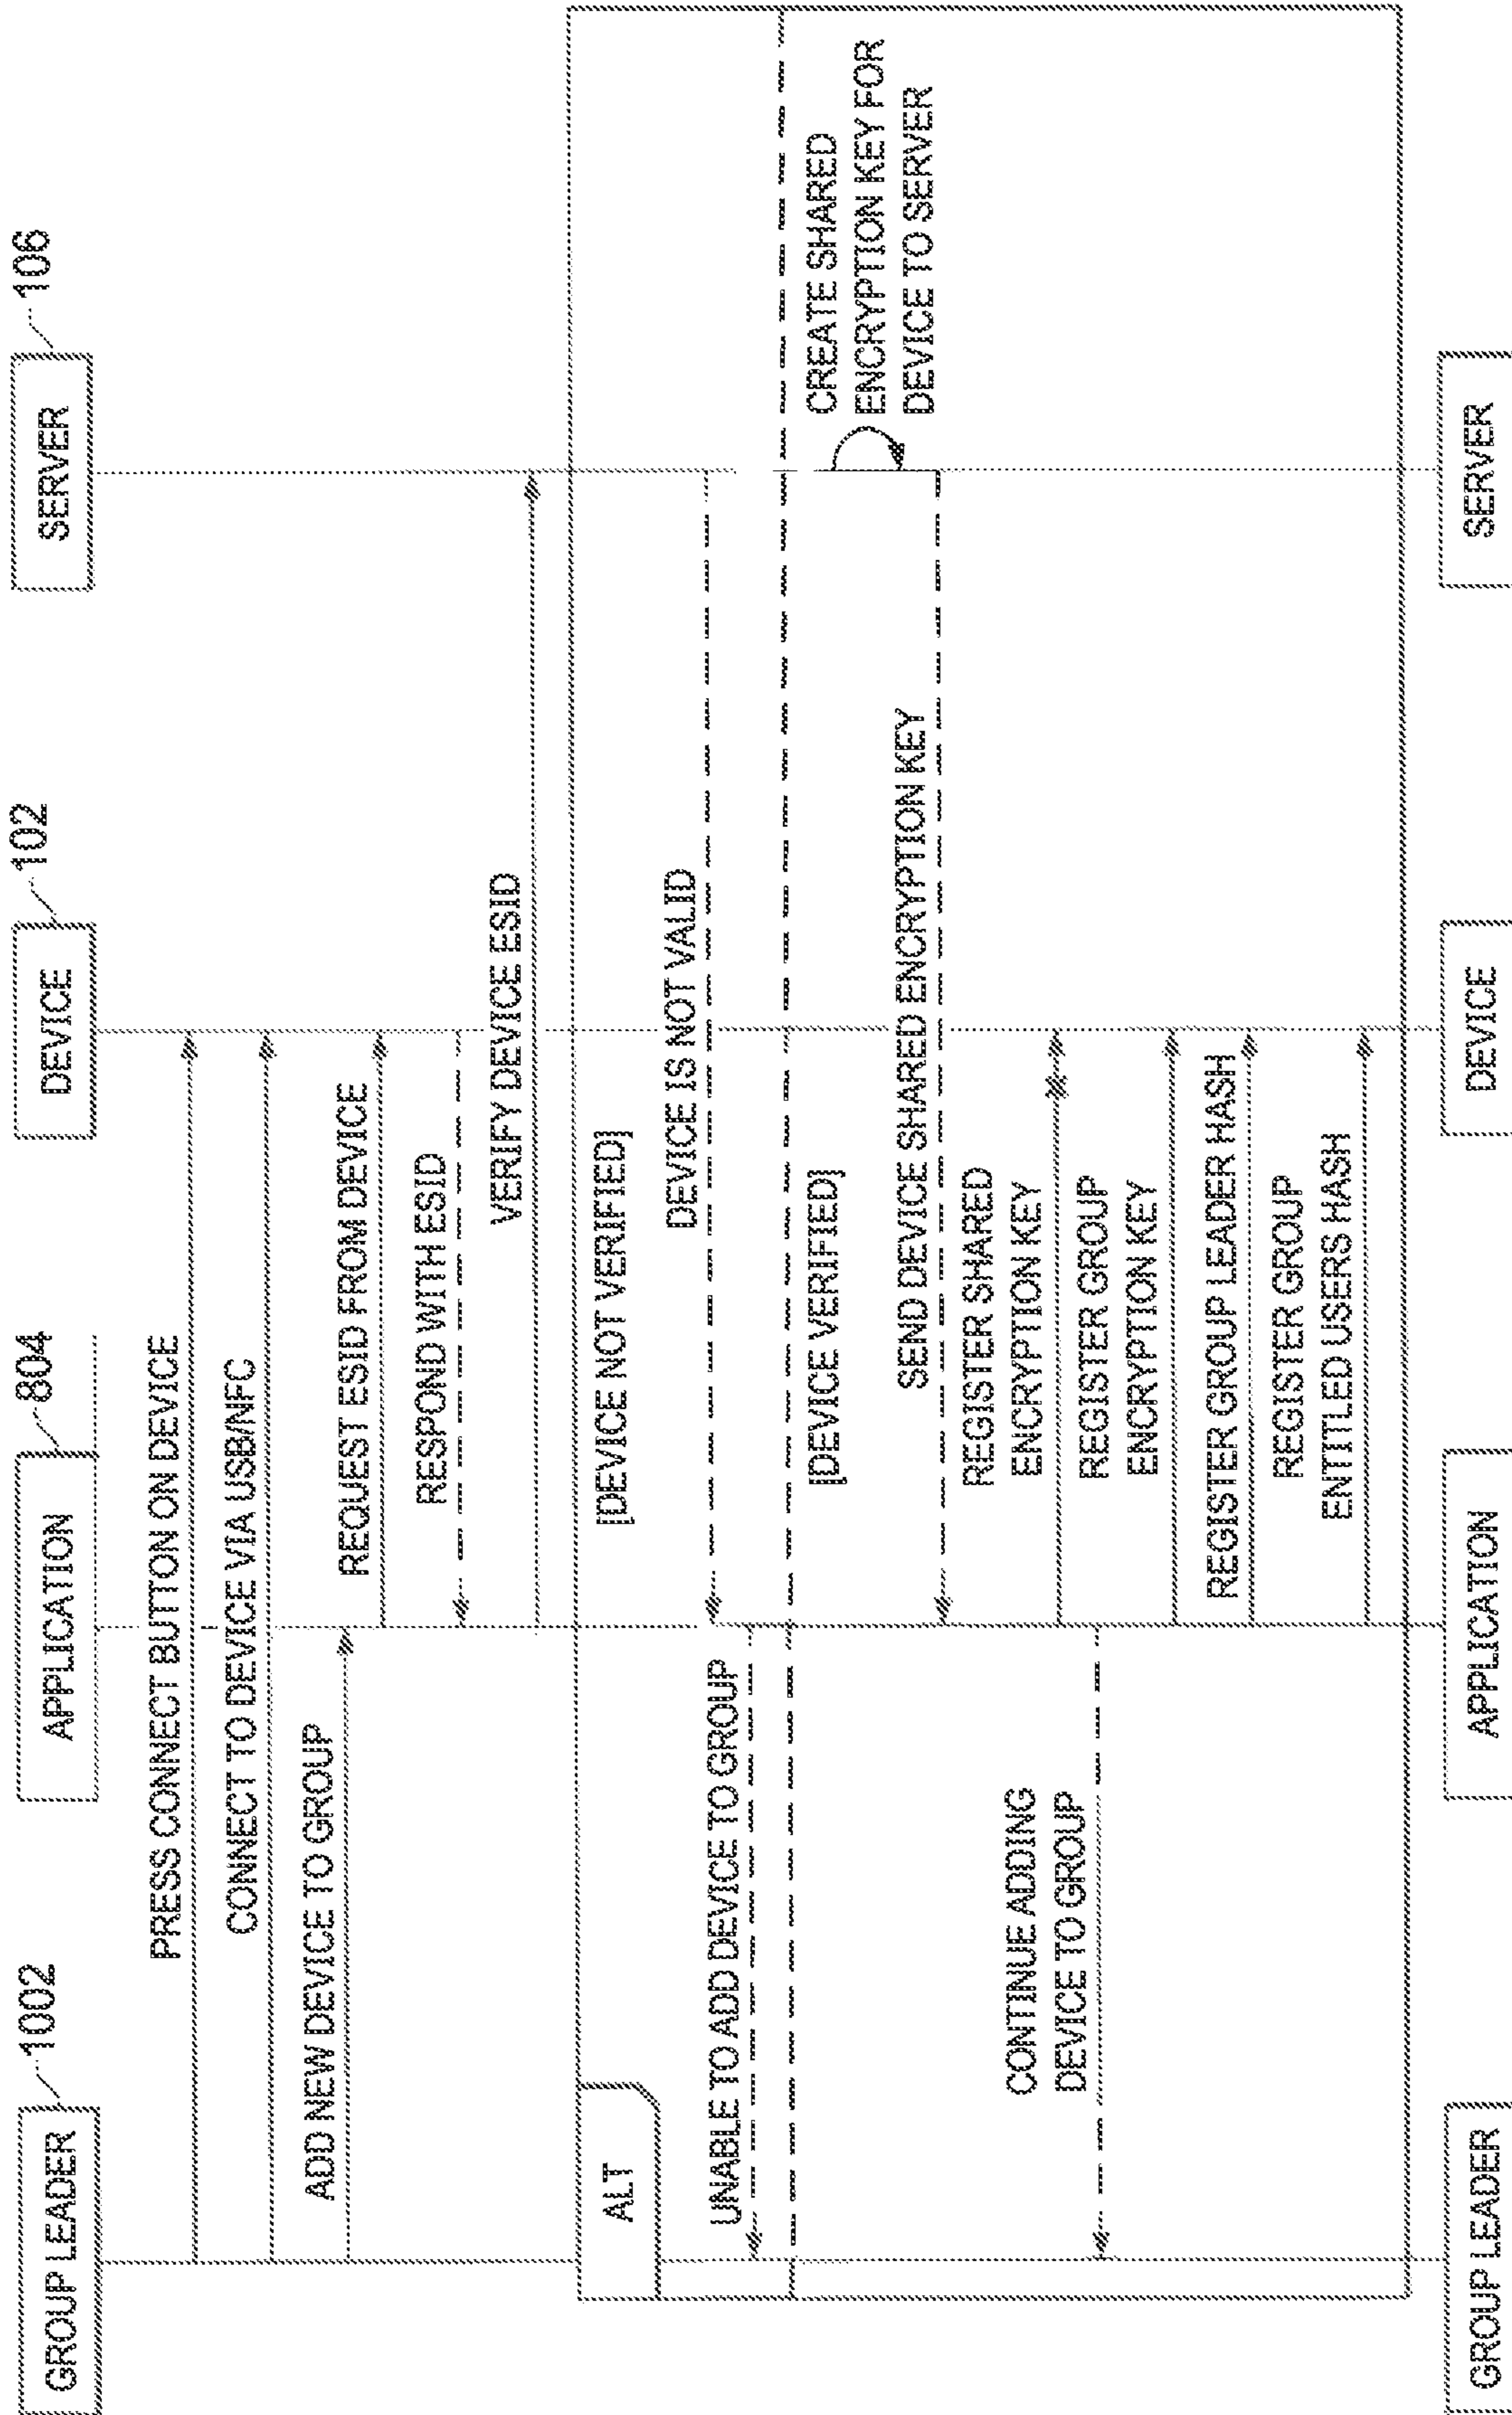 GROUP LEADER
1002
APPLICATION
804
DEVICE
102
SERVER
106
PRESS CONNECT BUTTON ON DEVICE
CONNECT TO DEVICE VIA USB/NFC
ADD NEW DEVICE TO GROUP
REQUEST ESID FROM DEVICE
RESPOND WITH ESID
VERIFY DEVICE ESID
ALT
[DEVICE NOT VERIFIED]
DEVICE IS NOT VALID
UNABLE TO ADD DEVICE TO GROUP
[DEVICE VERIFIED]
CREATE SHARED
ENCRYPTION KEY FOR
DEVICE TO SERVER
SEND DEVICE SHARED ENCRYPTION KEY
REGISTER SHARED
ENCRYPTION KEY
CONTINUE ADDING
DEVICE TO GROUP
REGISTER GROUP
ENCRYPTION KEY
REGISTER GROUP LEADER HASH
REGISTER GROUP
ENTITLED USERS HASH
GROUP LEADER
APPLICATION
DEVICE
SERVER